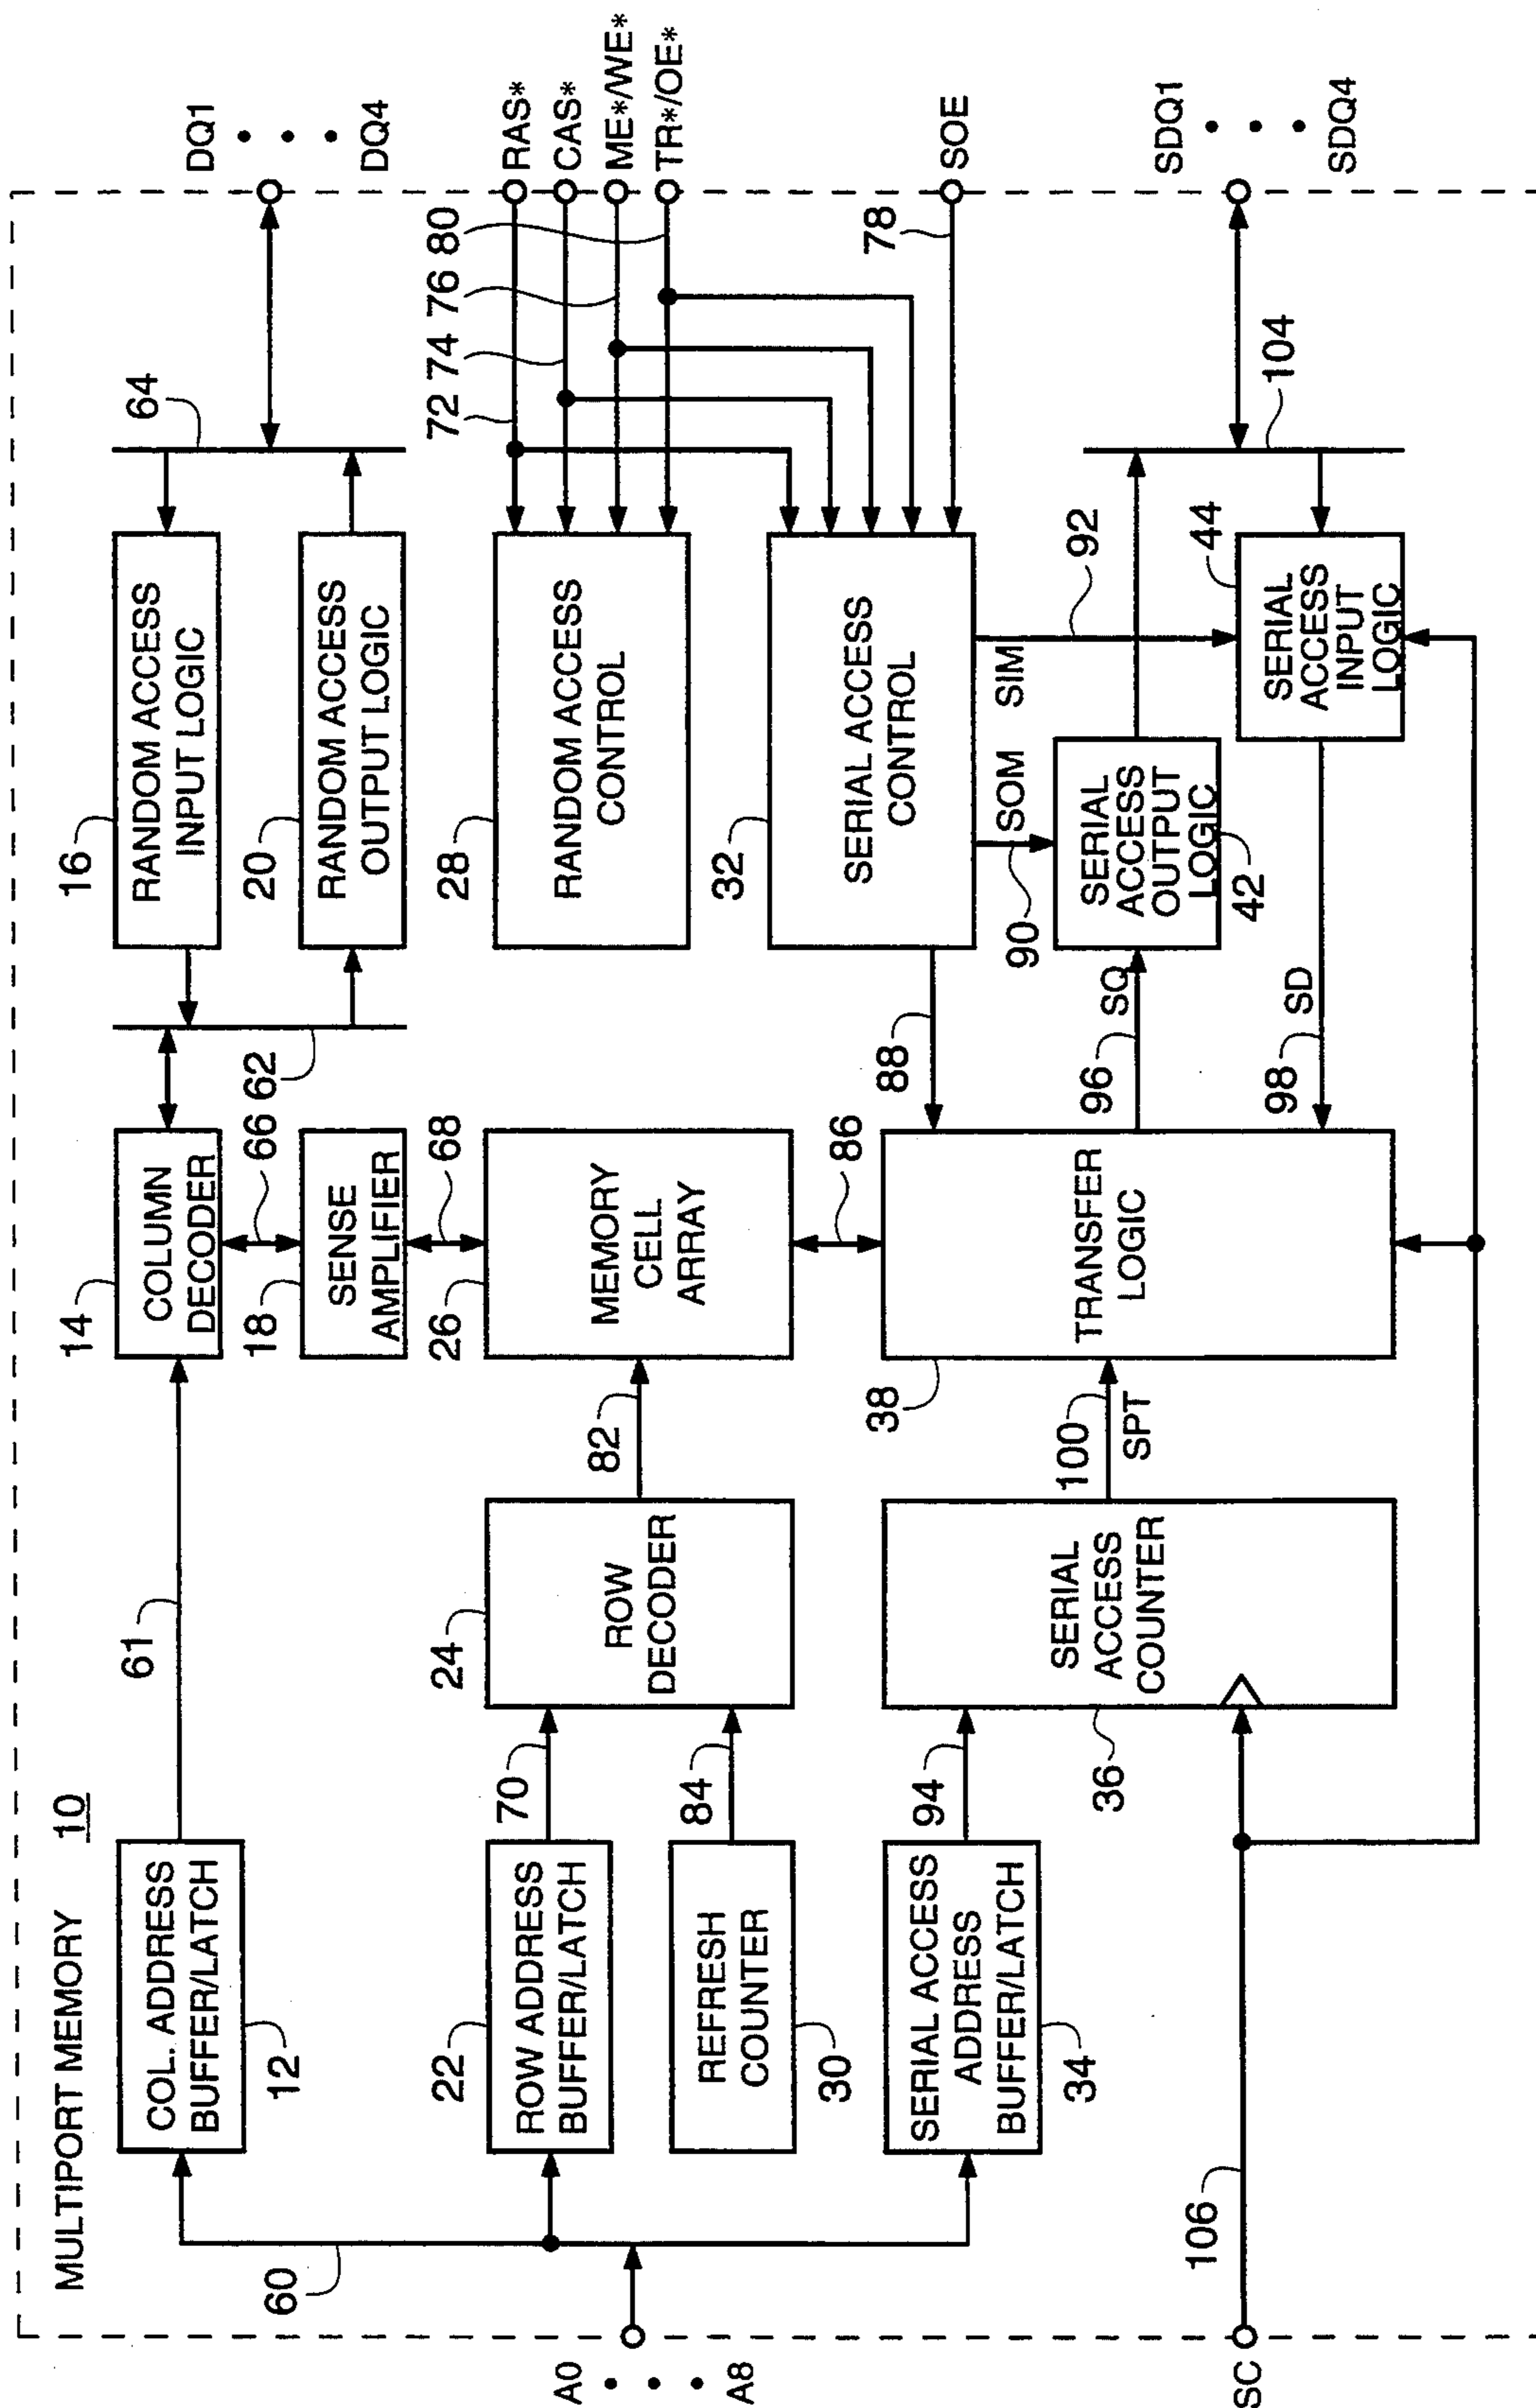 MULTIPORT MEMORY 10
A0
A8
SC
60
106
COL. ADDRESS
BUFFER/LATCH
12
61
ROW ADDRESS
BUFFER/LATCH
22
70
REFRESH
COUNTER
30
84
SERIAL ACCESS
ADDRESS
BUFFER/LATCH
34
94
ROW
DECODER
24
82
SERIAL
ACCESS
COUNTER
36
100
SPT
COLUMN
DECODER
14
66
SENSE
AMPLIFIER
18
68
MEMORY
CELL
ARRAY
26
86
TRANSFER
LOGIC
38
62
88
96
SQ
98
SD
RANDOM ACCESS
INPUT LOGIC
16
RANDOM ACCESS
OUTPUT LOGIC
20
RANDOM ACCESS
CONTROL
28
SERIAL ACCESS
CONTROL
32
90
SOM
SIM
92
SERIAL
ACCESS
OUTPUT
LOGIC
42
SERIAL
ACCESS
INPUT
LOGIC
44
64
72
74
76
80
78
104
DQ1
DQ4
RAS*
CAS*
ME*/WE*
TR*/OE*
SOE
SDQ1
SDQ4